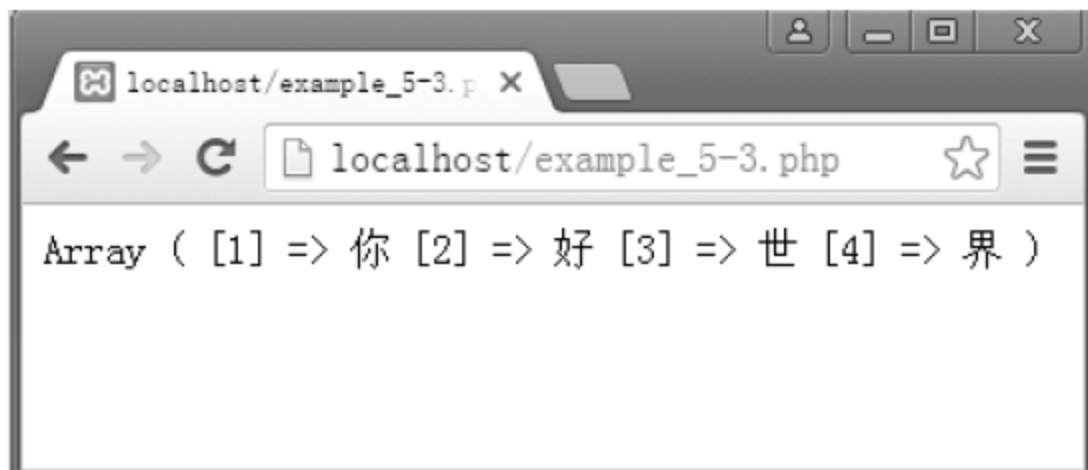 localhost/example_5-3.p
localhost/example_5-3.php
Array ( [1] => 你 [2] => 好 [3] => 世 [4] => 界 )